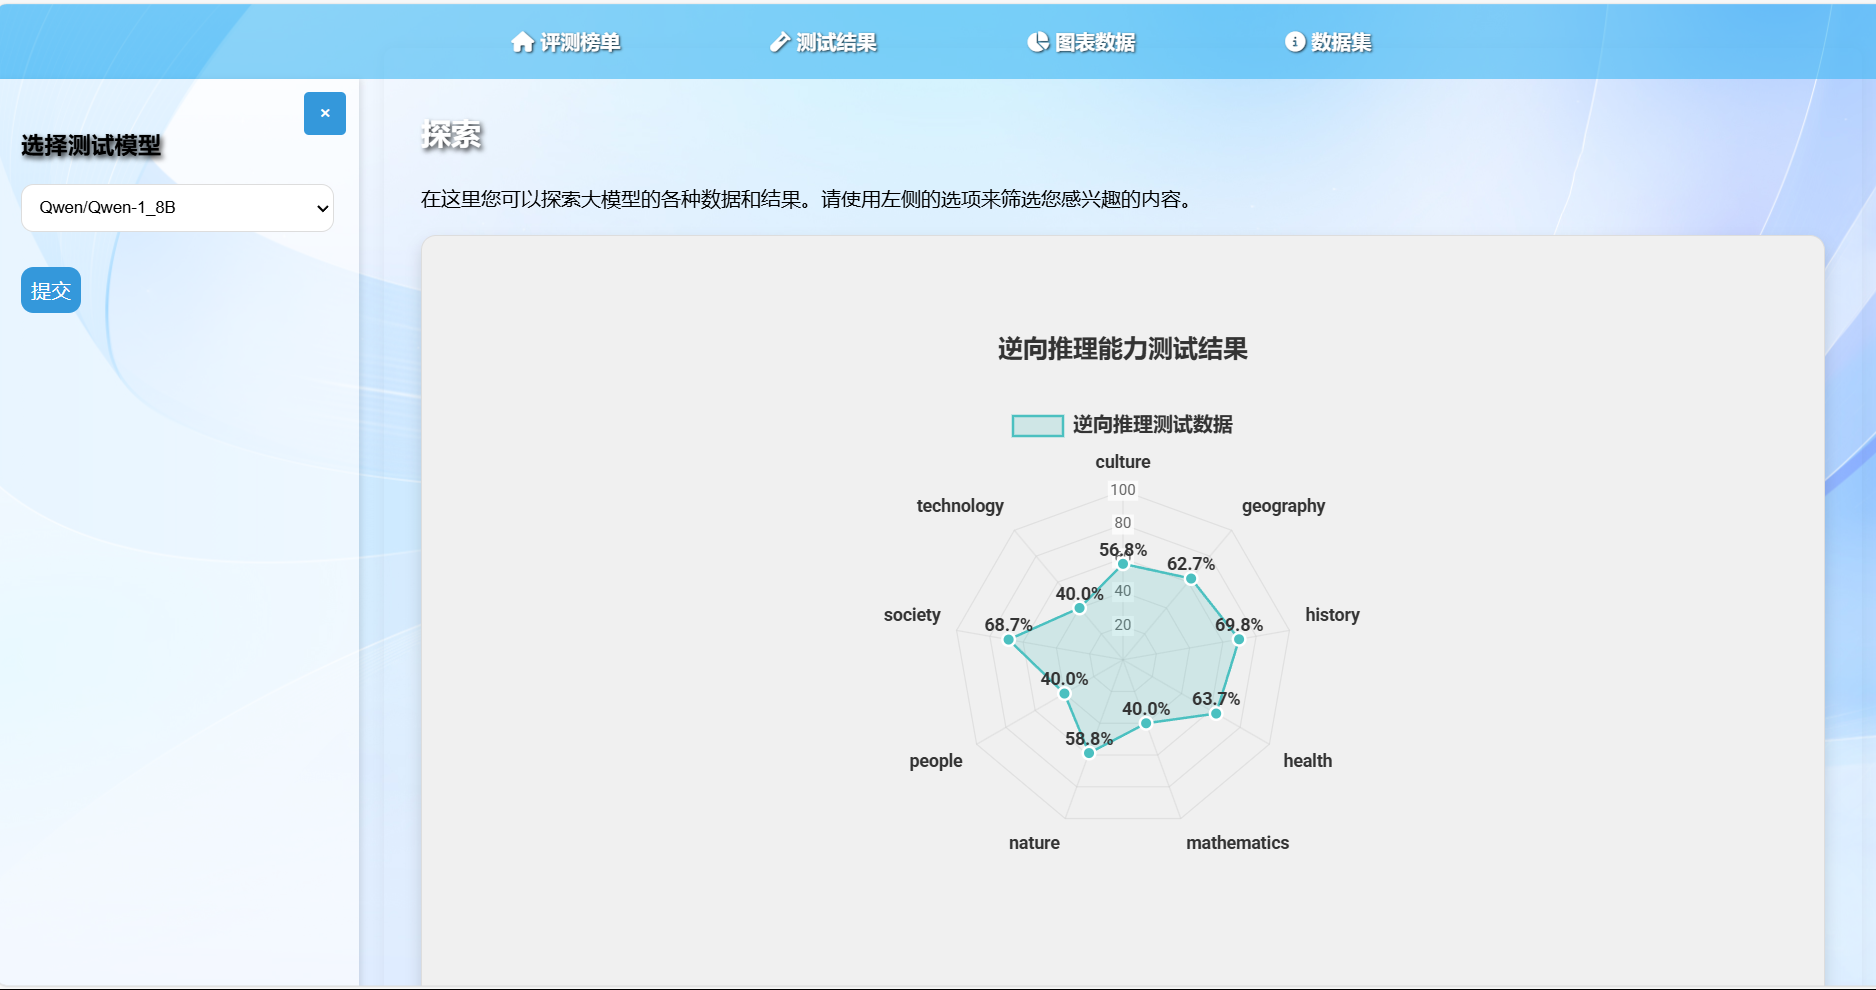 评测榜单
测试结果
图表数据
数据集
×
选择测试模型
Qwen/Qwen-1_8B
提交
探索
在这里您可以探索大模型的各种数据和结果。请使用左侧的选项来筛选您感兴趣的内容。
逆向推理能力测试结果
逆向推理测试数据
culture
100
technology
geography
80
56.8%
62.7%
40.0%
40
society
history
68.7%
20
69.8%
40.0%
63.7%
40.0%
58.8%
people
health
nature
mathematics